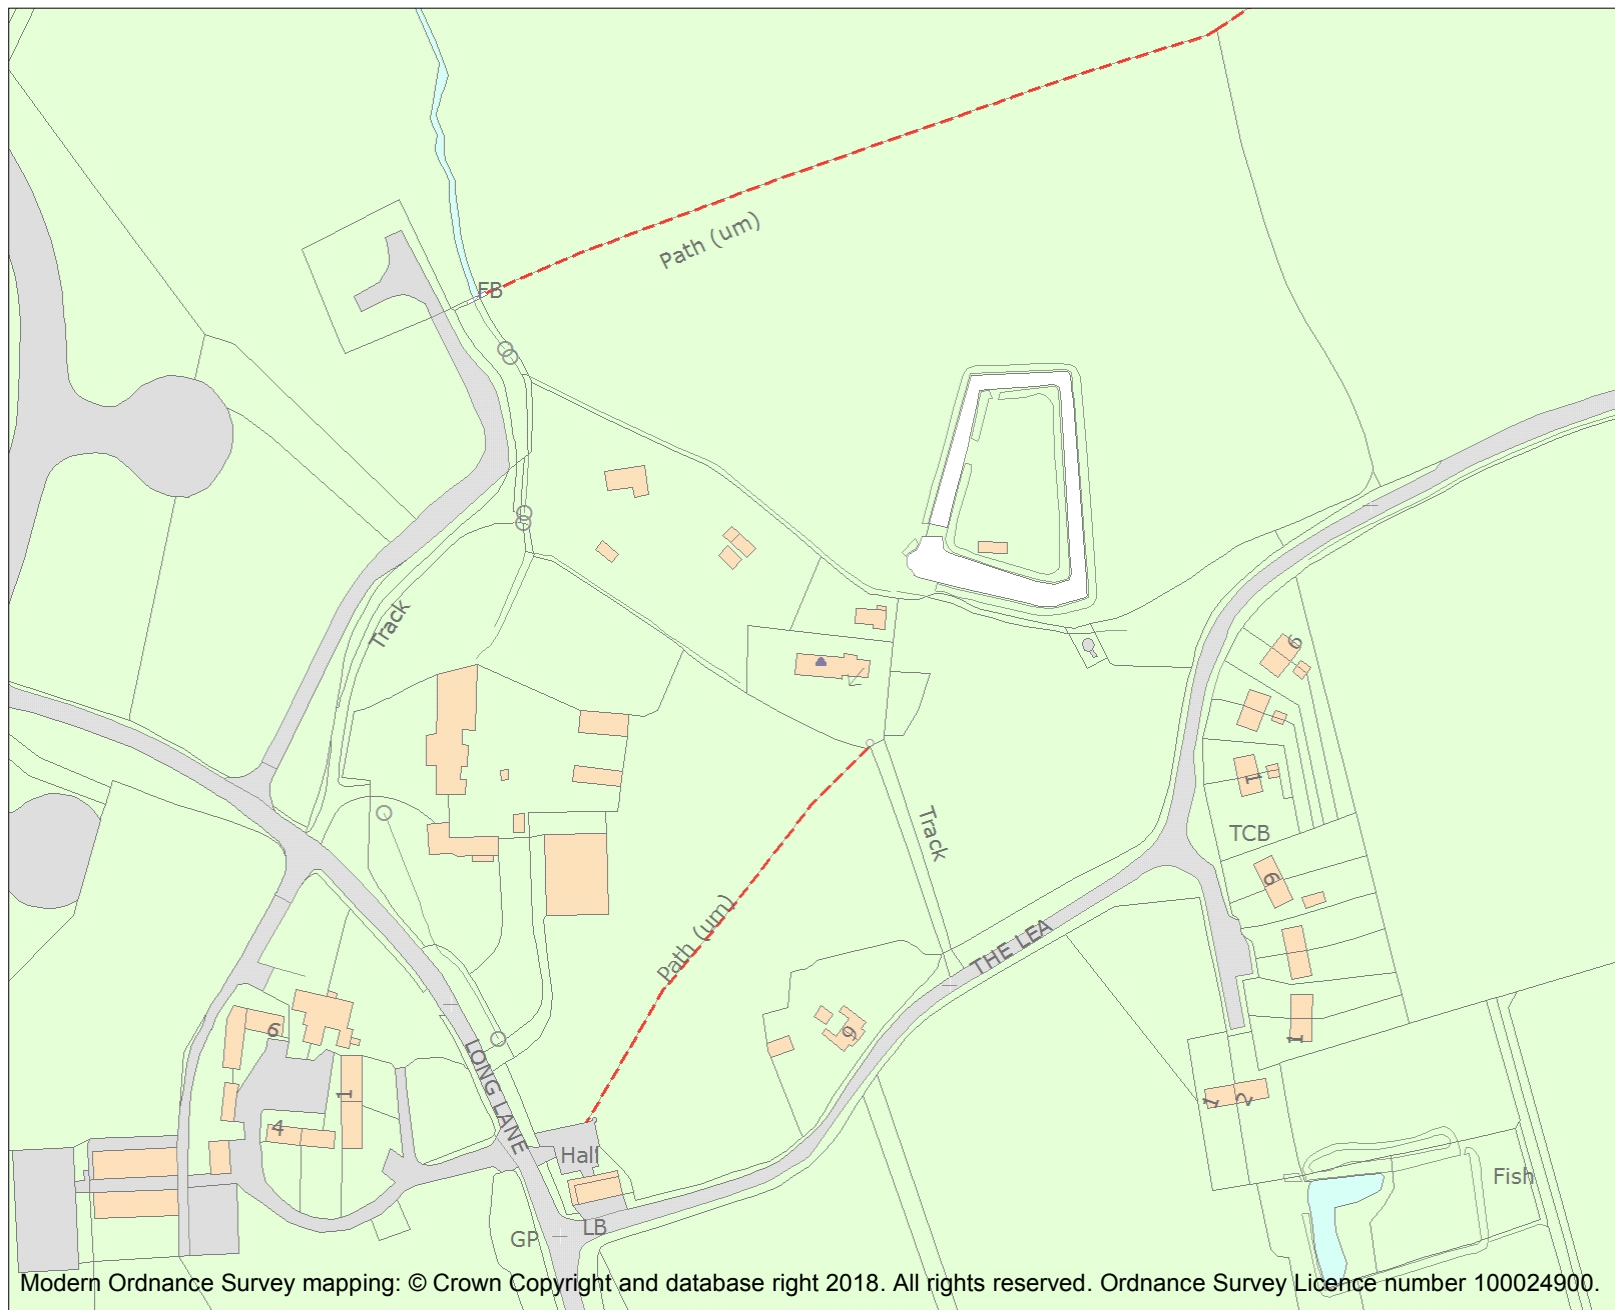 Path (um)
FB
Track
6
1
TCB
6
Track
Path (um)
THE LEA
9
6
1
1
LONG LANE
1
2
4
Hall
Fish
LB
GP
Modern Ordnance Survey mapping: © Crown Copyright and database right 2018. All rights reserved. Ordnance Survey Licence number 100024900.